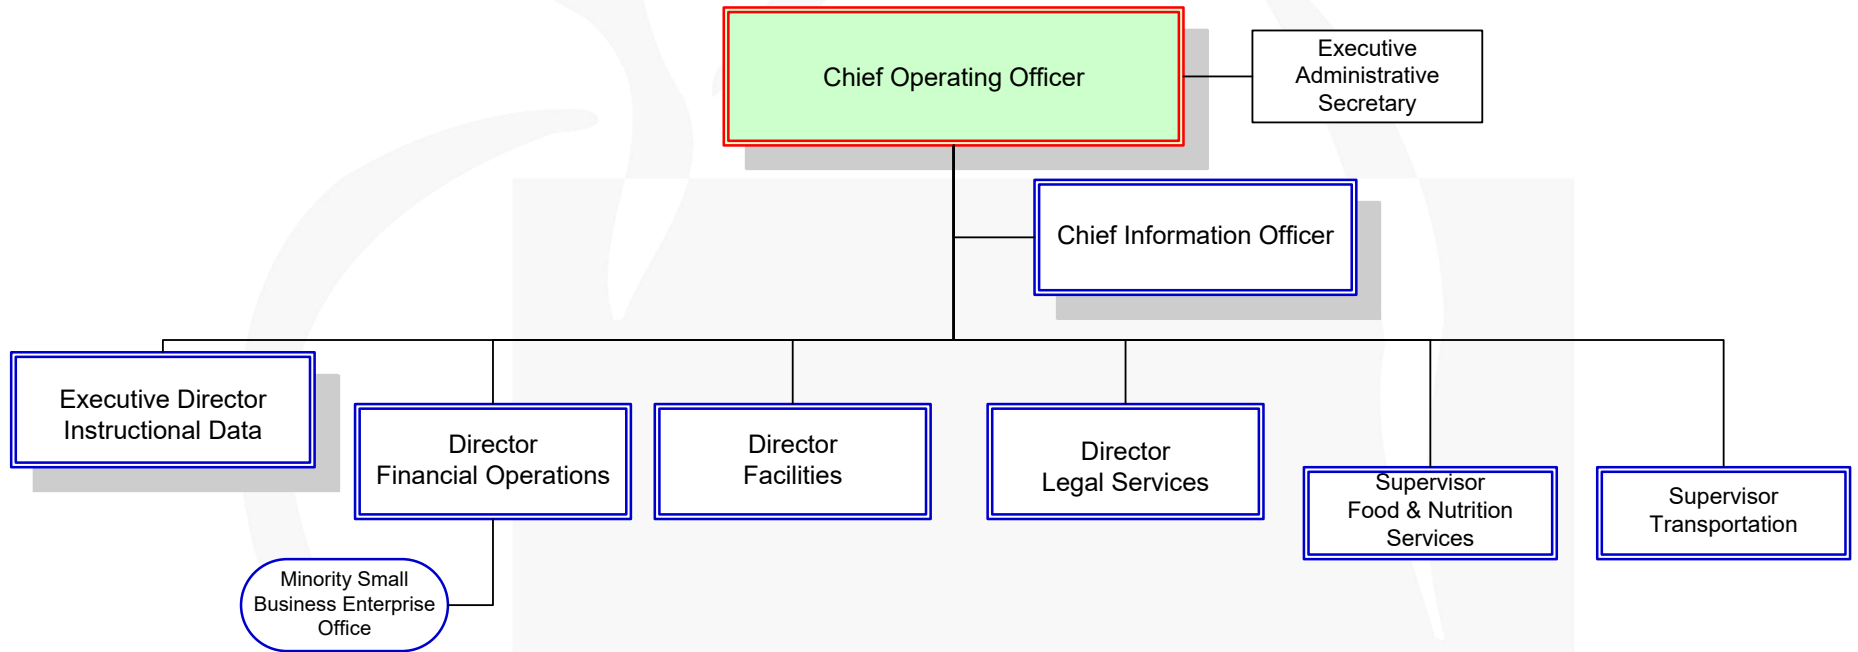 Chief Operating Officer
Executive
Administrative
Secretary
Chief Information Officer
Executive Director
Instructional Data
Director
Financial Operations
Director
Facilities
Director
Legal Services
Supervisor
Food & Nutrition
Services
Supervisor
Transportation
Minority Small
Business Enterprise
Office